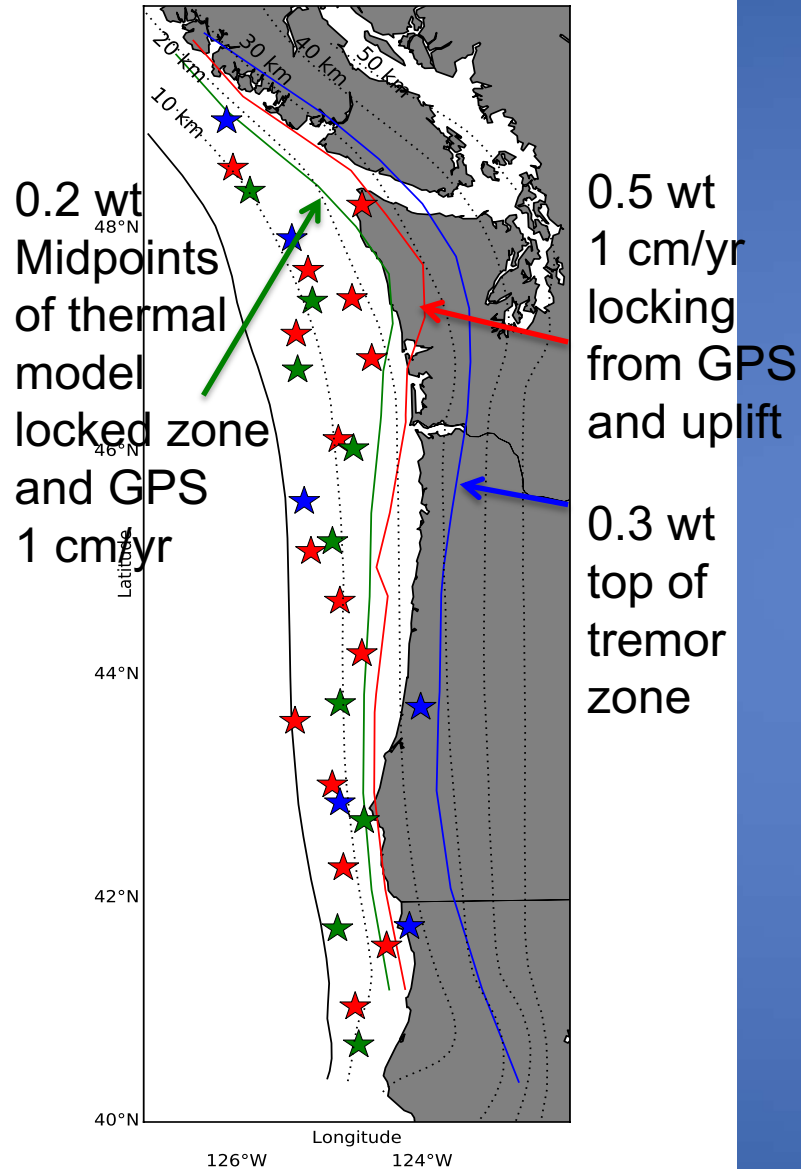 20 km
30 km
40 km
50 km
10 km
0.2 wt
Midpoints
of thermal
model
locked zone
and GPS
1 cm/yr
0.5 wt
1 cm/yr
locking
from GPS
and uplift
0.3 wt
top of
tremor
zone
48°N
46°N
44°N
42°N
40°N
Latitude
Longitude
126°W
124°W